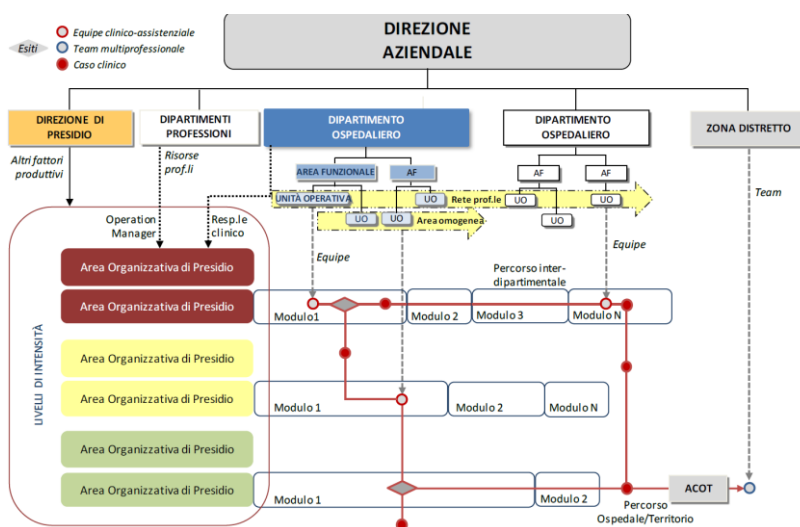 Esiti
Equipe clinico-assistenziale
Team multiprofessionale
Caso clinico
DIREZIONE
AZIENDALE
DIREZIONE DI
PRESIDIO
DIPARTIMENTI
PROFESSIONI
DIPARTIMENTO
OSPEDALIERO
DIPARTIMENTO
OSPEDALIERO
ZONA DISTRETTO
Altri fattori
produttivi
Risorse
prof.li
AREA FUNZIONALE
AF
AF
AF
UNITÀ OPERATIVA
UO
Rete prof.le
UO
UO
UO
UO
Area omogenea
UO
Team
Operation
Manager
Resp.le
clinico
Equipe
Equipe
Percorso inter-
dipartimentale
LIVELLI DI INTENSITÀ
Area Organizzativa di Presidio
Area Organizzativa di Presidio
Modulo1
Modulo 2
Modulo 3
Modulo N
Area Organizzativa di Presidio
Area Organizzativa di Presidio
Modulo 1
Modulo 2
Modulo N
Area Organizzativa di Presidio
Area Organizzativa di Presidio
Modulo 1
Modulo 2
ACOT
Percorso
Ospedale/Territorio